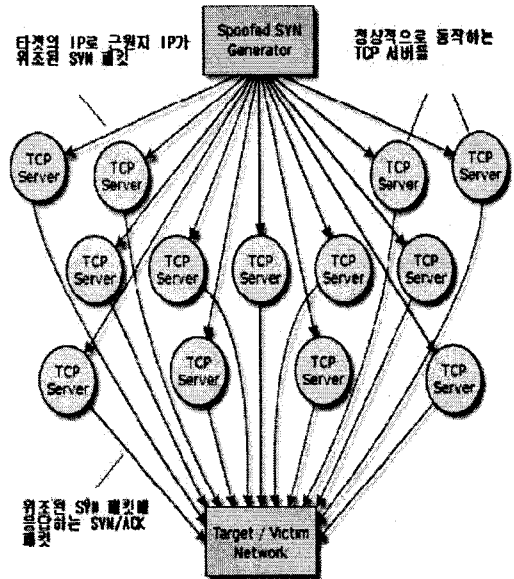 타겟의 IP로 근원지 IP가
위조된 SYN 패킷
Spoofed SYN
Generator
정상적으로 동작하는
TCP 서버들
TCP
Server
TCP
Server
TCP
Server
TCP
Server
TCP
Server
TCP
Server
TCP
Server
TCP
Server
TCP
Server
TCP
Server
TCP
Server
TCP
Server
TCP
Server
위조된 SYN 패킷에
응답하는 SYN/ACK
패킷
Target / Victim
Network